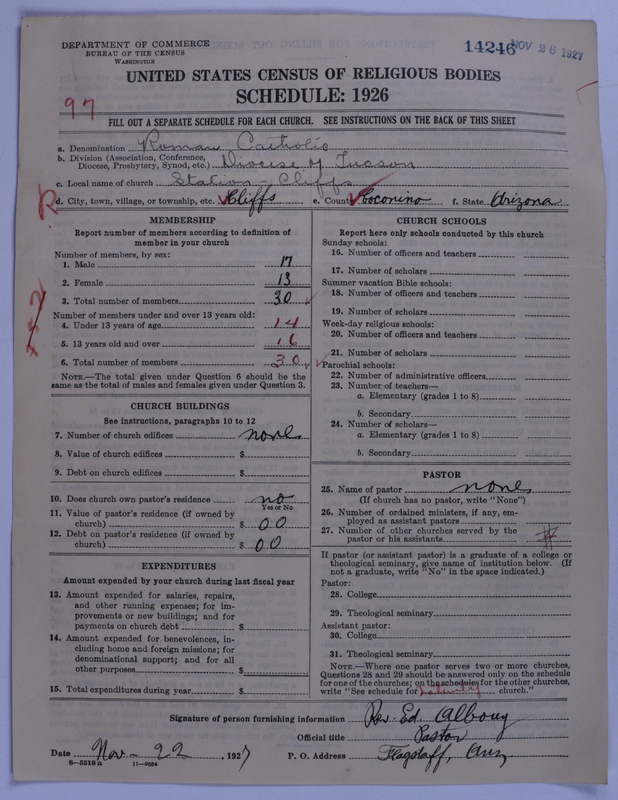 DEPARTMENT OF COMMERCE
BUREAU OF THE CENSUS
WASHINGTON
14246 NOV 26 1927
UNITED STATES CENSUS OF RELIGIOUS BODIES
SCHEDULE: 1926
97
FILL OUT A SEPARATE SCHEDULE FOR EACH CHURCH. SEE INSTRUCTIONS ON THE BACK OF THIS SHEET
a. Denomination Roman Catholic
b. Division (Association, Conference, Diocese, Presbytery, Synod, etc.) Diocese of Tucson
c. Local name of church Station - Cliffs
d. City, town, village, or township, etc. Cliffs e. County Coconino f. State Arizona
MEMBERSHIP
Report number of members according to definition of
member in your church
Number of members, by sex:
1. Male 17
2. Female 13
3. Total number of members 30
Number of members under and over 13 years old:
4. Under 13 years of age 14
5. 13 years old and over 16
6. Total number of members 30
NOTE.—The total given under Question 6 should be the
same as the total of males and females given under Question 3.
CHURCH BUILDINGS
See instructions, paragraphs 10 to 12
7. Number of church edifices none
8. Value of church edifices $
9. Debt on church edifices $
10. Does church own pastor's residence no
Yes or No
11. Value of pastor's residence (if owned by
church) $ 00
12. Debt on pastor's residence (if owned by
church) $ 00
EXPENDITURES
Amount expended by your church during last fiscal year
13. Amount expended for salaries, repairs,
and other running expenses; for im-
provements or new buildings; and for
payments on church debt $
14. Amount expended for benevolences, in-
cluding home and foreign missions; for
denominational support; and for all
other purposes $
15. Total expenditures during year $
CHURCH SCHOOLS
Report here only schools conducted by this church
Sunday schools:
16. Number of officers and teachers
17. Number of scholars
Summer vacation Bible schools:
18. Number of officers and teachers
19. Number of scholars
Week-day religious schools:
20. Number of officers and teachers
21. Number of scholars
Parochial schools:
22. Number of administrative officers
23. Number of teachers—
a. Elementary (grades 1 to 8)
b. Secondary
24. Number of scholars—
a. Elementary (grades 1 to 8)
b. Secondary
PASTOR
25. Name of pastor none
(If church has no pastor, write "None")
26. Number of ordained ministers, if any, em-
ployed as assistant pastors
27. Number of other churches served by the
pastor or his assistants
If pastor (or assistant pastor) is a graduate of a college or
theological seminary, give name of institution below. (If
not a graduate, write "No" in the space indicated.)
Pastor:
28. College
29. Theological seminary
Assistant pastor:
30. College
31. Theological seminary
NOTE.—Where one pastor serves two or more churches,
Questions 28 and 29 should be answered only on the schedule
for one of the churches; on the schedules for the other churches,
write "See schedule for church."
Signature of person furnishing information Rev Ed. Albouy
Official title Pastor
Date Nov - 22, 1927 P. O. Address Flagstaff, Ariz
8—5518a 11—9084